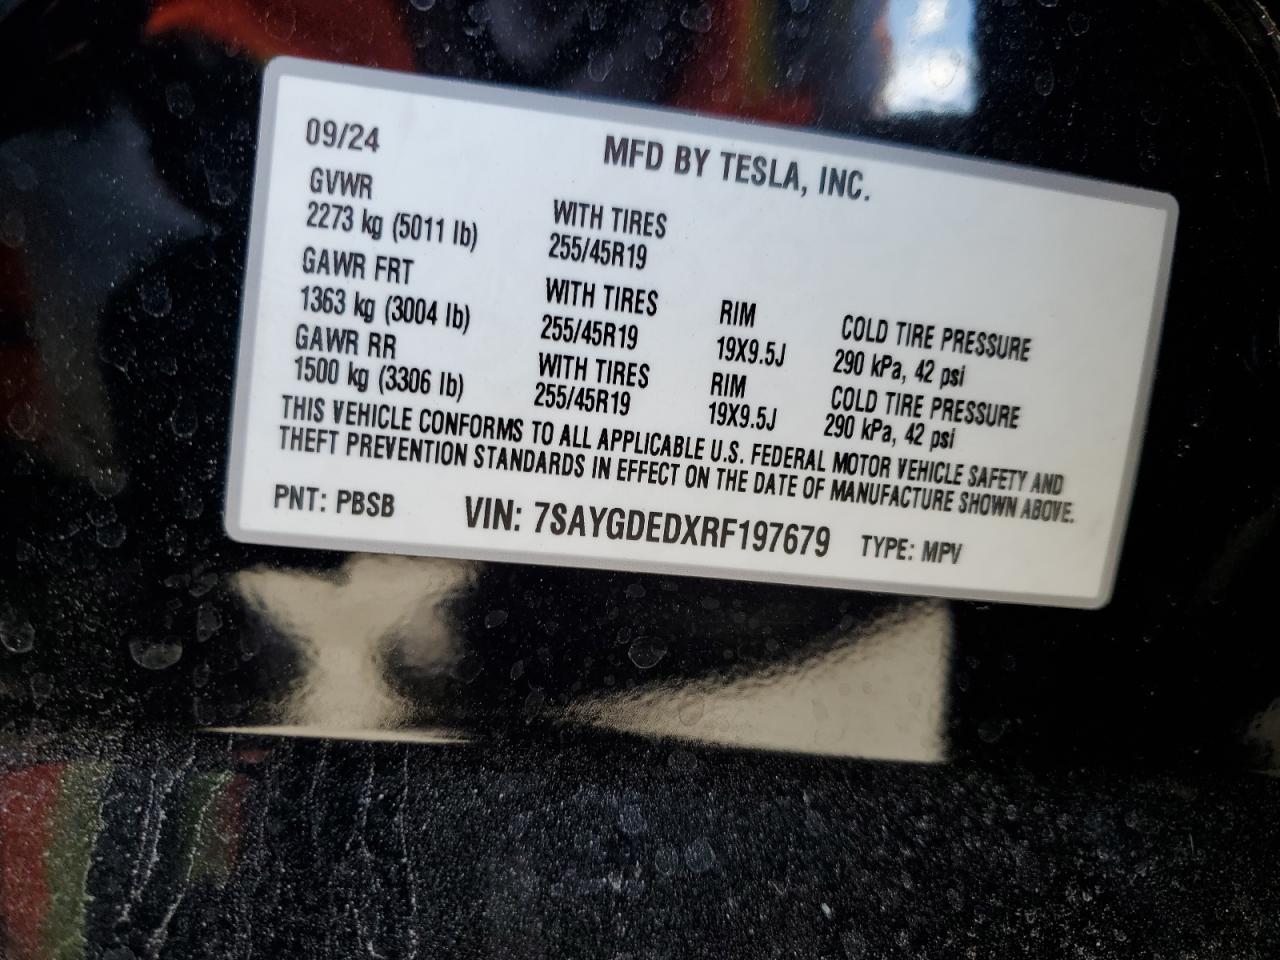 09/24
MFD BY TESLA, INC.
GVWR
2273 kg (5011 lb)
WITH TIRES
255/45R19
GAWR FRT
1363 kg (3004 lb)
WITH TIRES
255/45R19
RIM
19X9.5J
COLD TIRE PRESSURE
290 kPa, 42 psi
GAWR RR
1500 kg (3306 lb)
WITH TIRES
255/45R19
RIM
19X9.5J
COLD TIRE PRESSURE
290 kPa, 42 psi
THIS VEHICLE CONFORMS TO ALL APPLICABLE U.S. FEDERAL MOTOR VEHICLE SAFETY AND
THEFT PREVENTION STANDARDS IN EFFECT ON THE DATE OF MANUFACTURE SHOWN ABOVE.
PNT: PBSB VIN: 7SAYGDEDXRF197679 TYPE: MPV